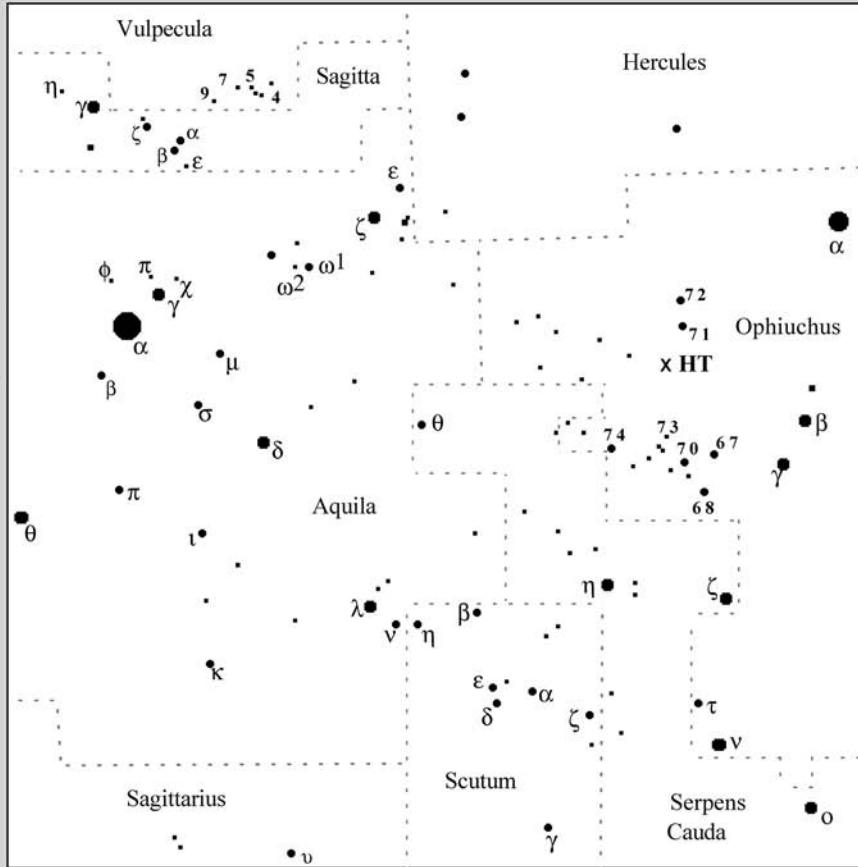 Vulpecula
Hercules
η 7 5 Sagitta
9 4
γ
ζ α
β ε
ε
ζ
α
ω2 ω1
φ π χ
γ
72
71 Ophiuchus
α
μ
x HT
β
σ
θ
73
74 70 67
β
δ
γ
π
68
Aquila
θ
ι
η ζ
λ β
ν η
κ
ε α
δ ζ τ
ν
Scutum
Sagittarius Serpens
Cauda ο
γ
υ